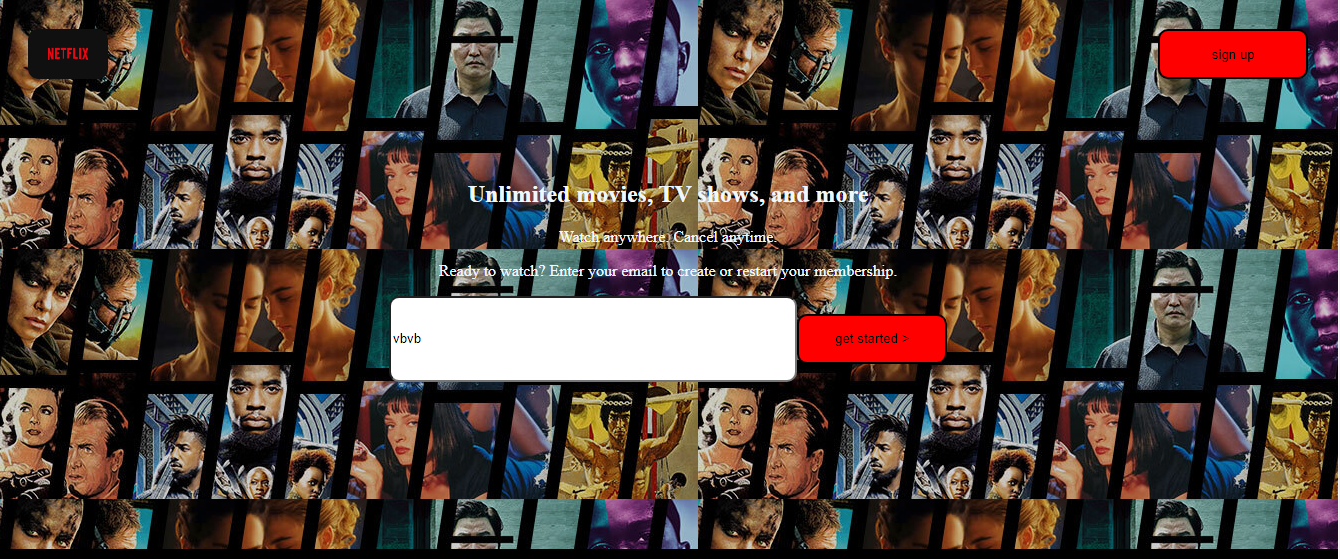 NETFLIX
sign up
Unlimited movies, TV shows, and more
Watch anywhere. Cancel anytime.
Ready to watch? Enter your email to create or restart your membership.
vbvb
get started >